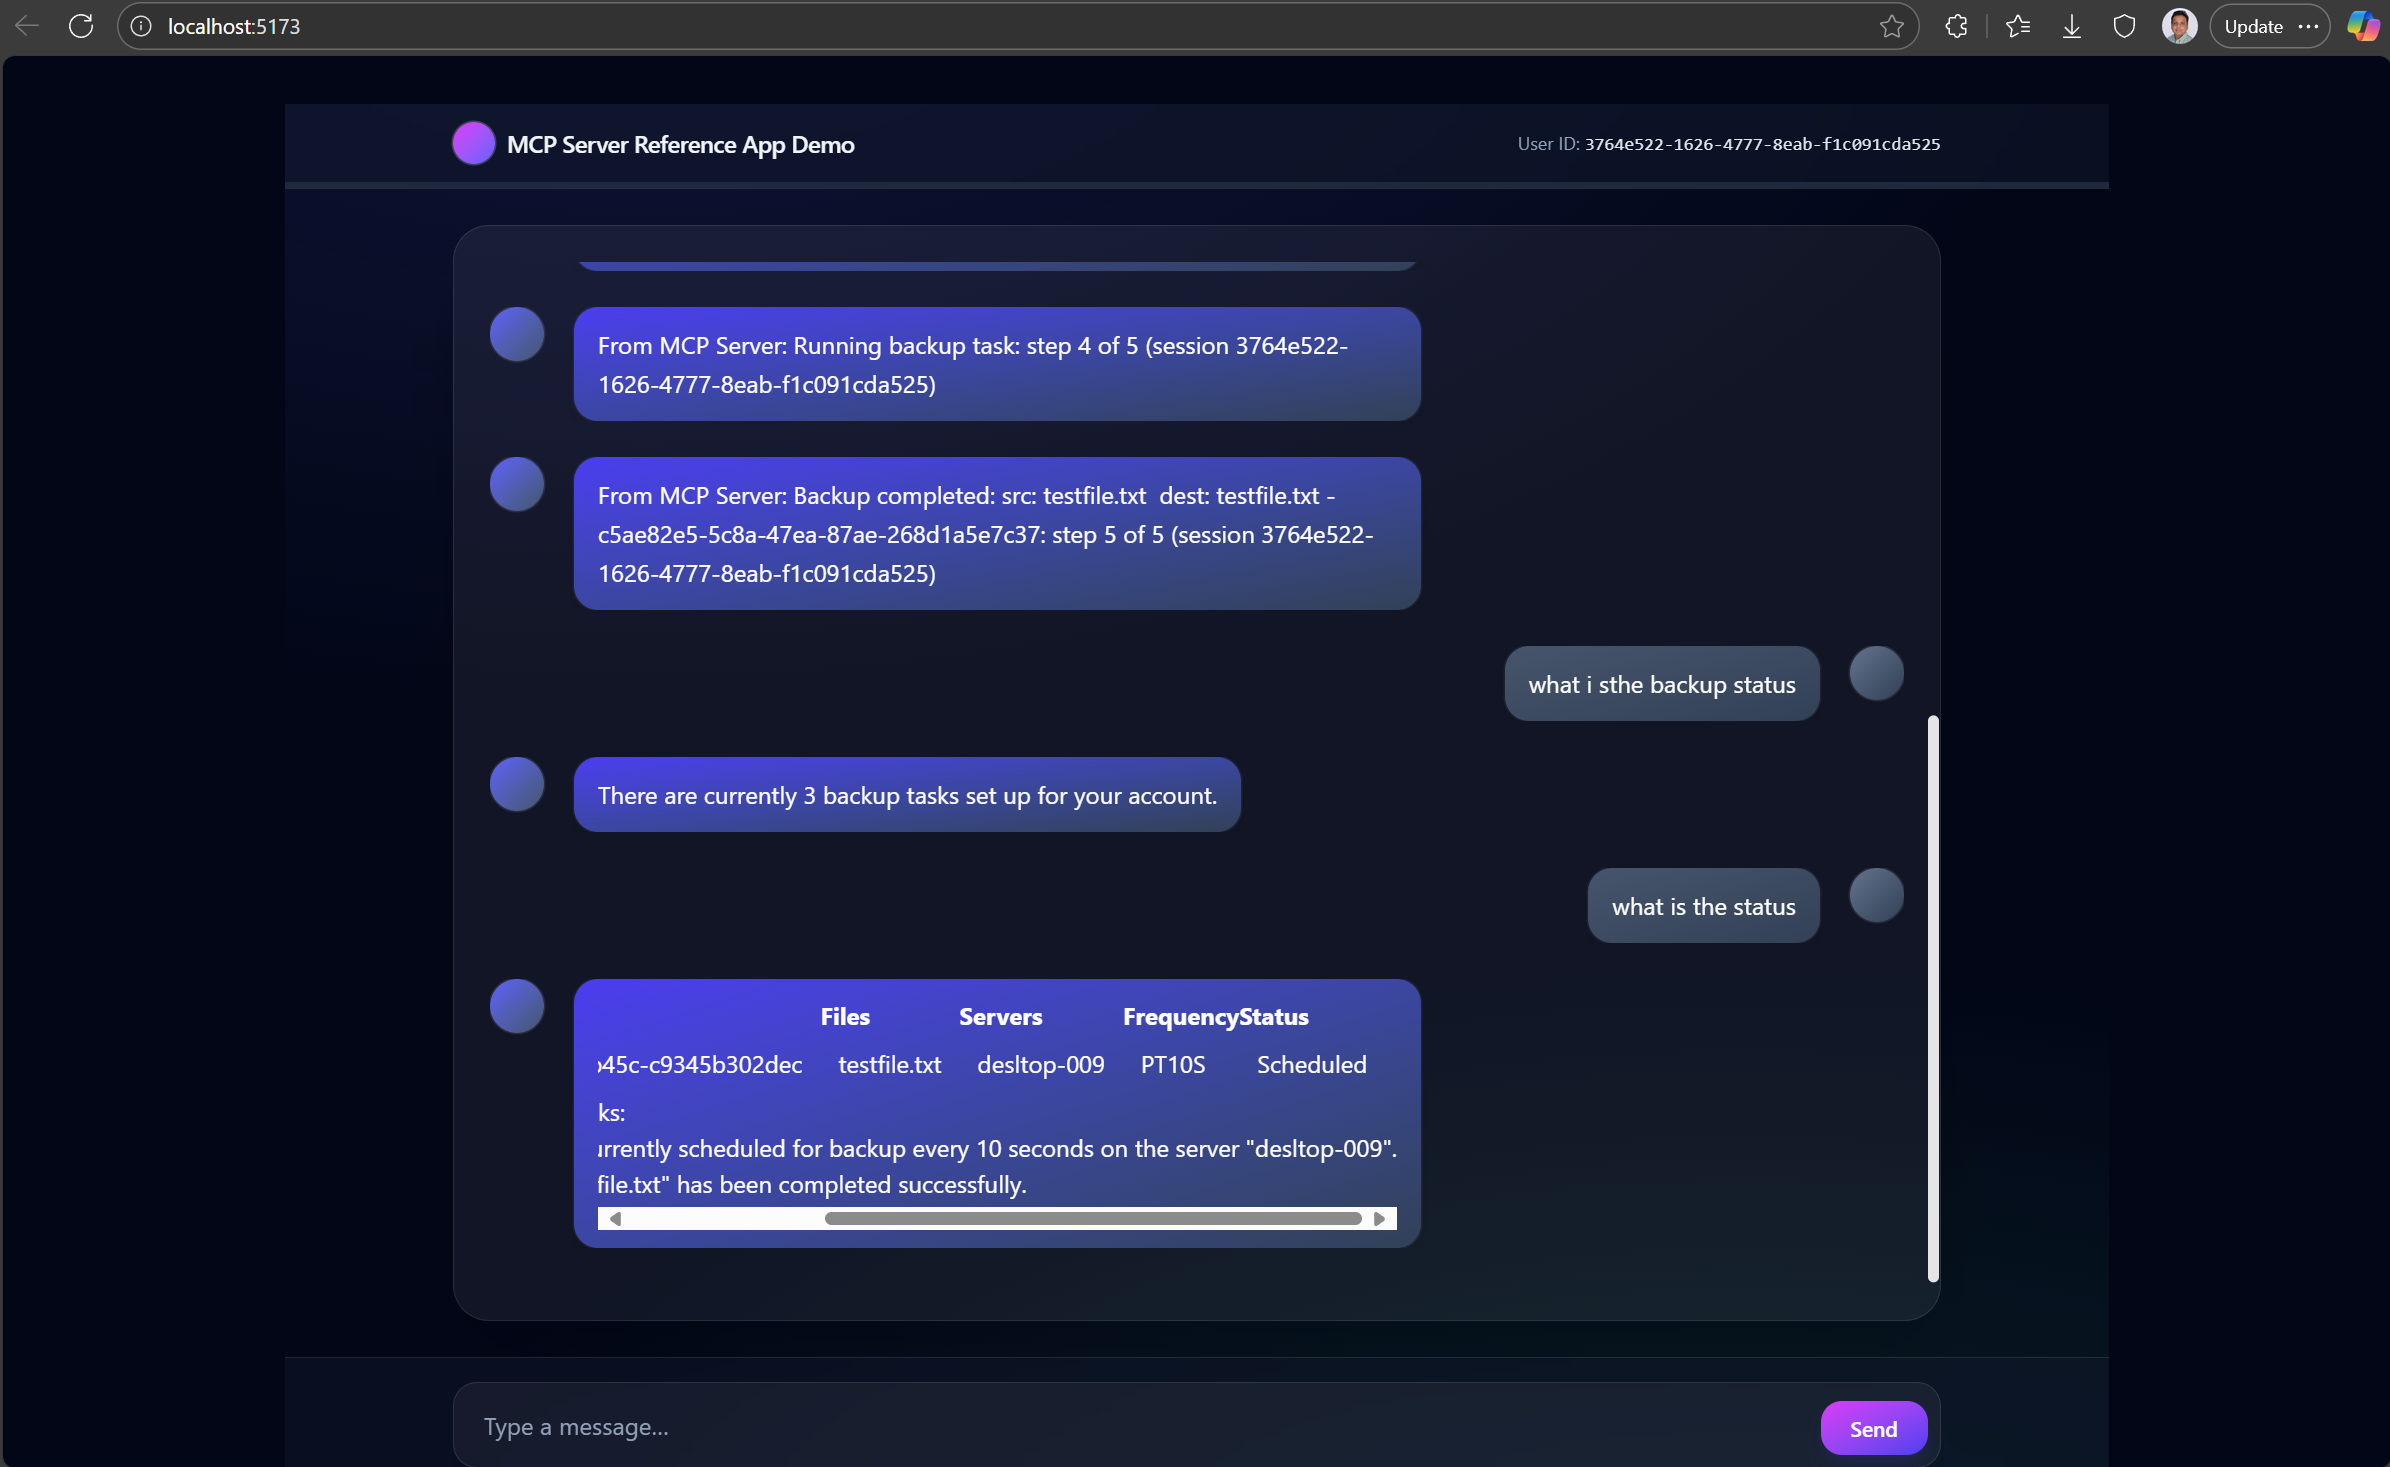 localhost:5173
Update
MCP Server Reference App Demo
User ID: 3764e522-1626-4777-8eab-f1c091cda525
From MCP Server: Running backup task: step 4 of 5 (session 3764e522-
1626-4777-8eab-f1c091cda525)
From MCP Server: Backup completed: src: testfile.txt dest: testfile.txt -
c5ae82e5-5c8a-47ea-87ae-268d1a5e7c37: step 5 of 5 (session 3764e522-
1626-4777-8eab-f1c091cda525)
what i sthe backup status
There are currently 3 backup tasks set up for your account.
what is the status
Files Servers FrequencyStatus
45c-c9345b302dec testfile.txt desltop-009 PT10S Scheduled
ks:
urrently scheduled for backup every 10 seconds on the server "desltop-009".
file.txt" has been completed successfully.
Type a message...
Send